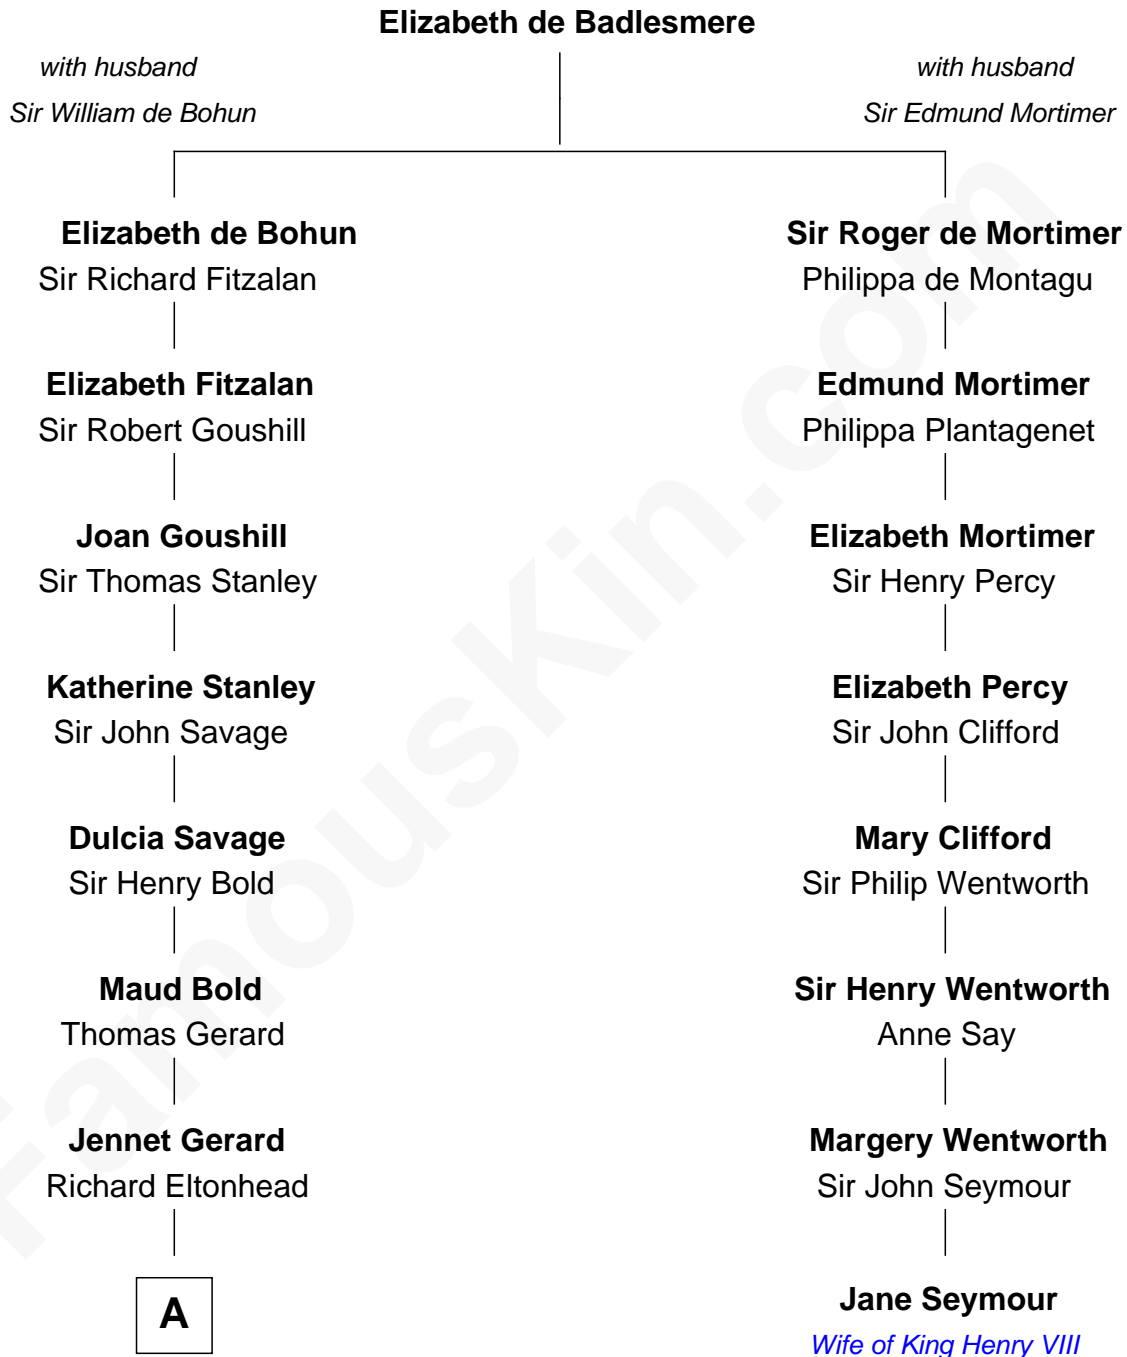 Elizabeth de Badlesmere
with husband
Sir William de Bohun
with husband
Sir Edmund Mortimer
Elizabeth de Bohun
Sir Richard Fitzalan
Elizabeth Fitzalan
Sir Robert Goushill
Joan Goushill
Sir Thomas Stanley
Katherine Stanley
Sir John Savage
Dulcia Savage
Sir Henry Bold
Maud Bold
Thomas Gerard
Jennet Gerard
Richard Eltonhead
A
Sir Roger de Mortimer
Philippa de Montagu
Edmund Mortimer
Philippa Plantagenet
Elizabeth Mortimer
Sir Henry Percy
Elizabeth Percy
Sir John Clifford
Mary Clifford
Sir Philip Wentworth
Sir Henry Wentworth
Anne Say
Margery Wentworth
Sir John Seymour
Jane Seymour
Wife of King Henry VIII
FamousKin.com